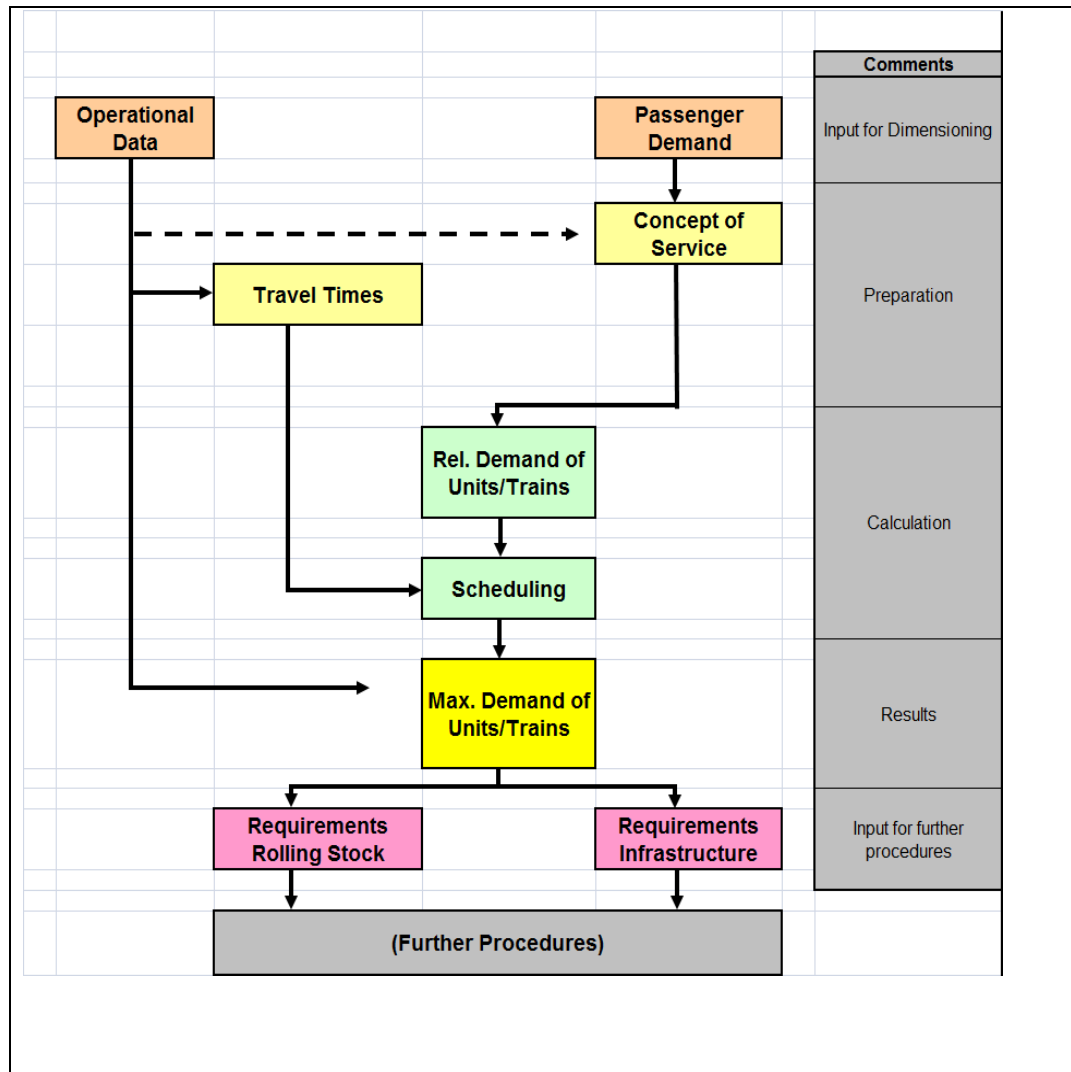 Comments
Operational
Data
Passenger
Demand
Input for Dimensioning
Concept of
Service
Travel Times
Preparation
Rel. Demand of
Units/Trains
Calculation
Scheduling
Max. Demand of
Units/Trains
Results
Requirements
Rolling Stock
Requirements
Infrastructure
Input for further
procedures
(Further Procedures)